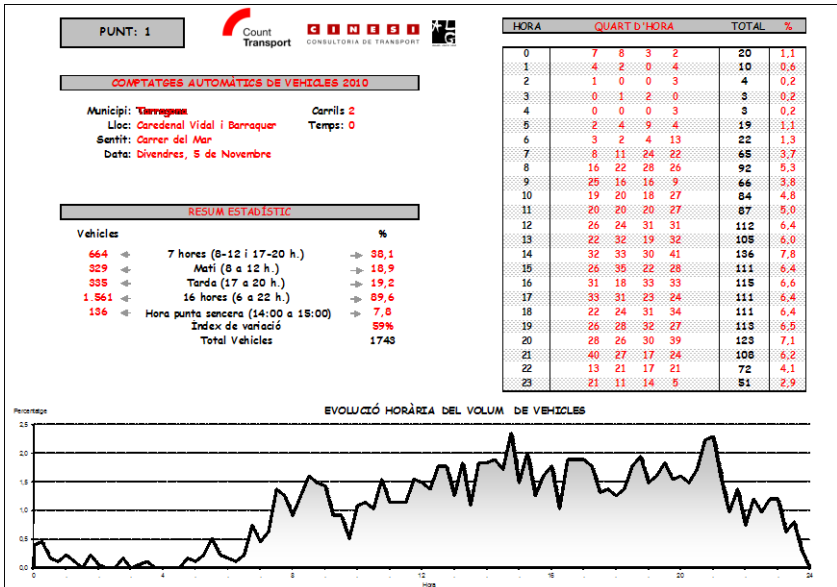 PUNT: 1
Count
Transport
CINESI
CONSULTORIA DE TRANSPORT
COMPTATGES AUTOMÀTICS DE VEHICLES 2010
Municipi: Tarragona Carrils 2
Lloc: Caredenal Vidal i Barraquer Temps: 0
Sentit: Carrer del Mar
Data: Divendres, 5 de Novembre
RESUM ESTADÍSTIC
Vehicles %
664 7 hores (8-12 i 17-20 h.) 38,1
329 Matí (8 a 12 h.) 18,9
335 Tarda (17 a 20 h.) 19,2
1.561 16 hores (6 a 22 h.) 89,6
136 Hora punta sencera (14:00 a 15:00) 7,8
Índex de variació 59%
Total Vehicles 1743
HORA QUART D'HORA TOTAL %
0 7 8 3 2 20 1,1
1 4 2 0 4 10 0,6
2 1 0 0 3 4 0,2
3 0 1 2 0 3 0,2
4 0 0 0 3 3 0,2
5 2 4 9 4 19 1,1
6 3 2 4 13 22 1,3
7 8 11 24 22 65 3,7
8 16 22 28 26 92 5,3
9 25 16 16 9 66 3,8
10 19 20 18 27 84 4,8
11 20 20 20 27 87 5,0
12 26 24 31 31 112 6,4
13 22 32 19 32 105 6,0
14 32 33 30 41 136 7,8
15 26 35 22 28 111 6,4
16 31 18 33 33 115 6,6
17 33 31 23 24 111 6,4
18 22 24 31 34 111 6,4
19 26 28 32 27 113 6,5
20 28 26 30 39 123 7,1
21 40 27 17 24 108 6,2
22 13 21 17 21 72 4,1
23 21 11 14 5 51 2,9
EVOLUCIÓ HORÀRIA DEL VOLUM DE VEHICLES
Percentatge
2,5
2,0
1,5
1,0
0,5
0,0
0 2 4 6 8 10 12 14 16 18 20 22 24
Hora